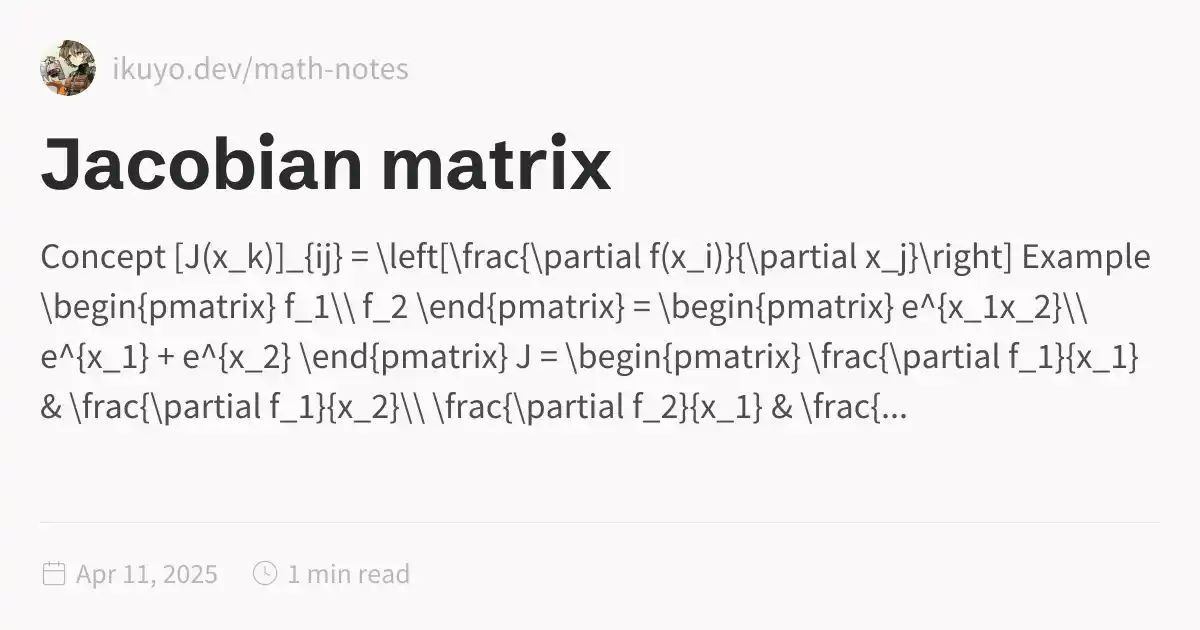 ikuyo.dev/math-notes
Jacobian matrix
Concept [J(x_k)]_{ij} = \left[\frac{\partial f(x_i)}{\partial x_j}\right] Example
\begin{pmatrix} f_1\\ f_2 \end{pmatrix} = \begin{pmatrix} e^{x_1x_2}\\
e^{x_1} + e^{x_2} \end{pmatrix} J = \begin{pmatrix} \frac{\partial f_1}{x_1}
& \frac{\partial f_1}{x_2}\\ \frac{\partial f_2}{x_1} & \frac{...
Apr 11, 2025 1 min read